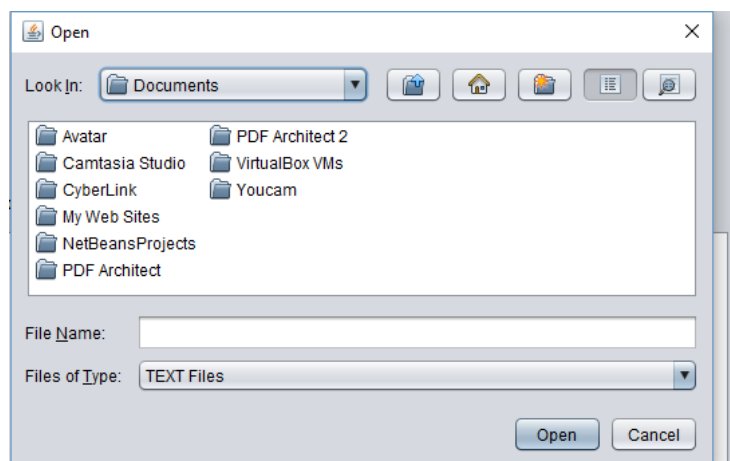 Open
Look In: Documents
Avatar PDF Architect 2
Camtasia Studio VirtualBox VMs
CyberLink Youcam
My Web Sites
NetBeansProjects
PDF Architect
File Name:
Files of Type: TEXT Files
Open Cancel